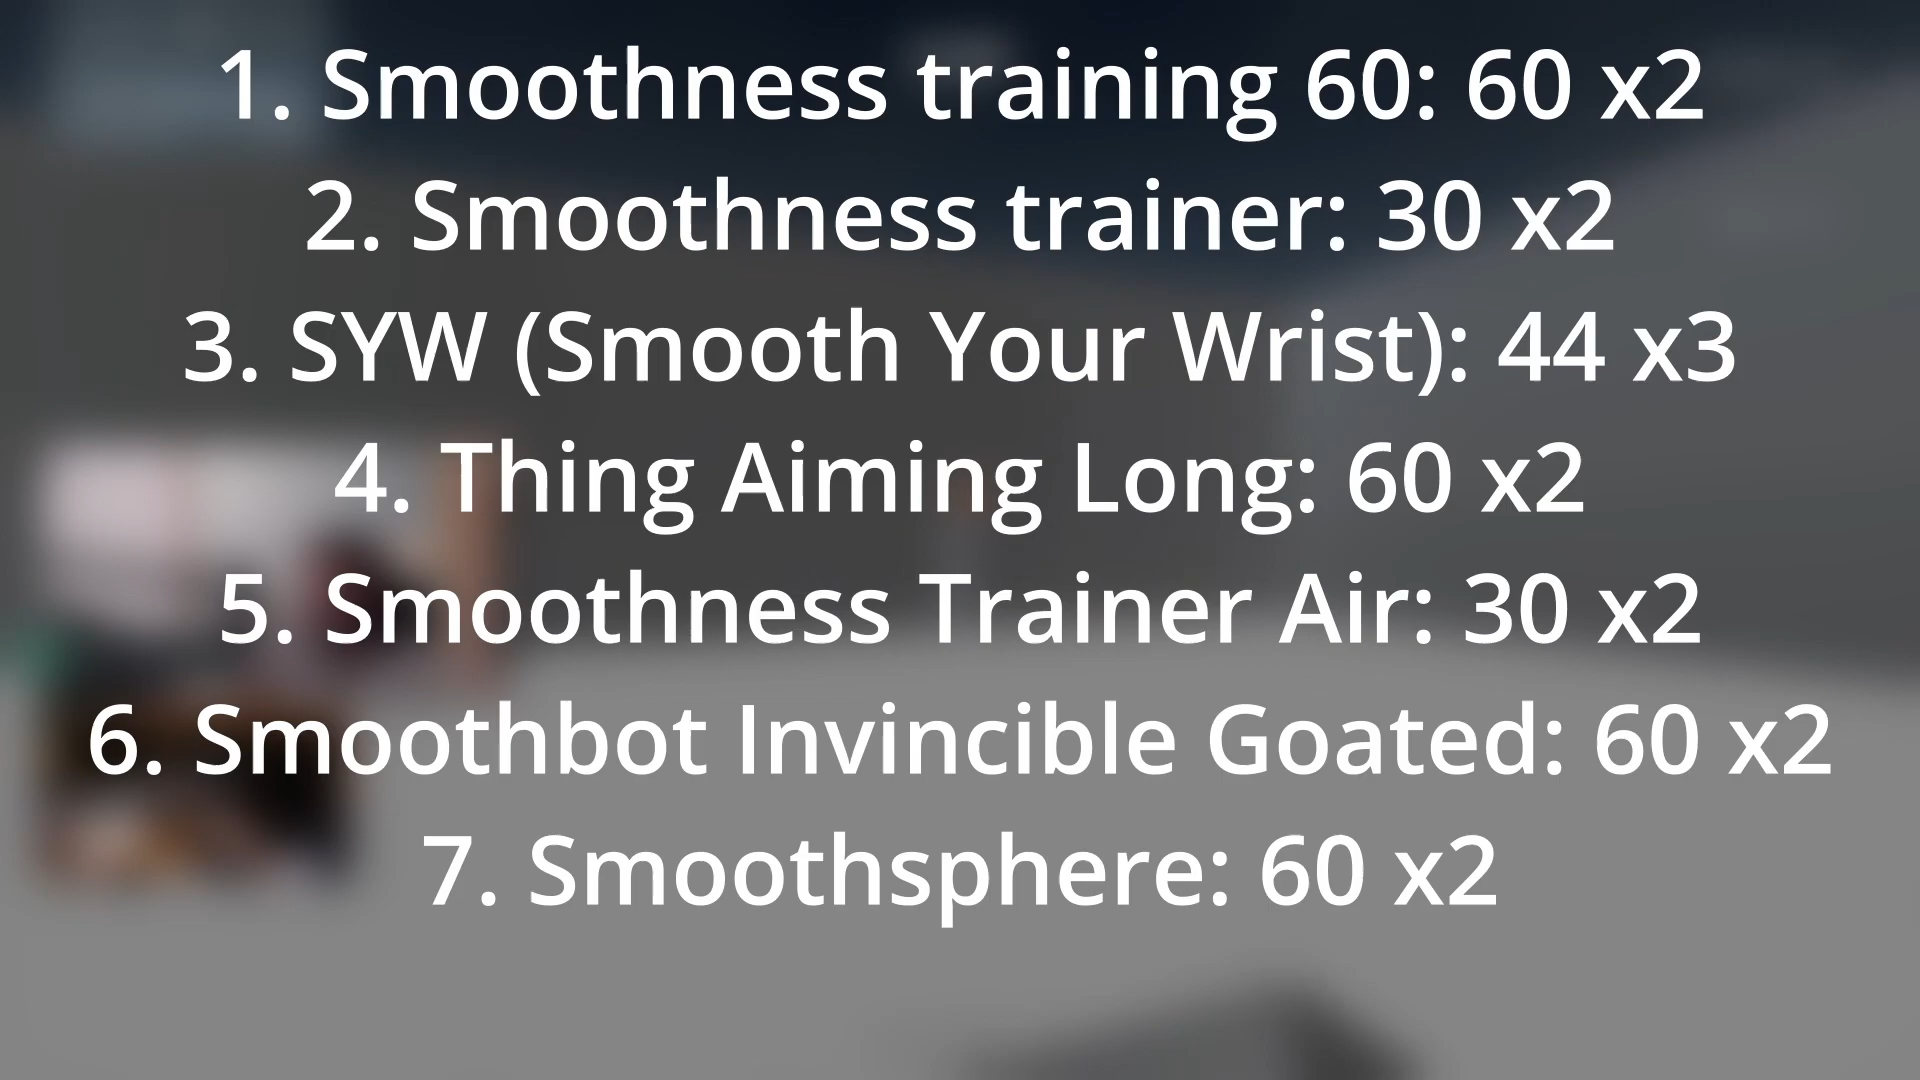 1. Smoothness training 60: 60 x2
2. Smoothness trainer: 30 x2
3. SYW (Smooth Your Wrist): 44 x3
4. Thing Aiming Long: 60 x2
5. Smoothness Trainer Air: 30 x2
6. Smoothbot Invincible Goated: 60 x2
7. Smoothsphere: 60 x2